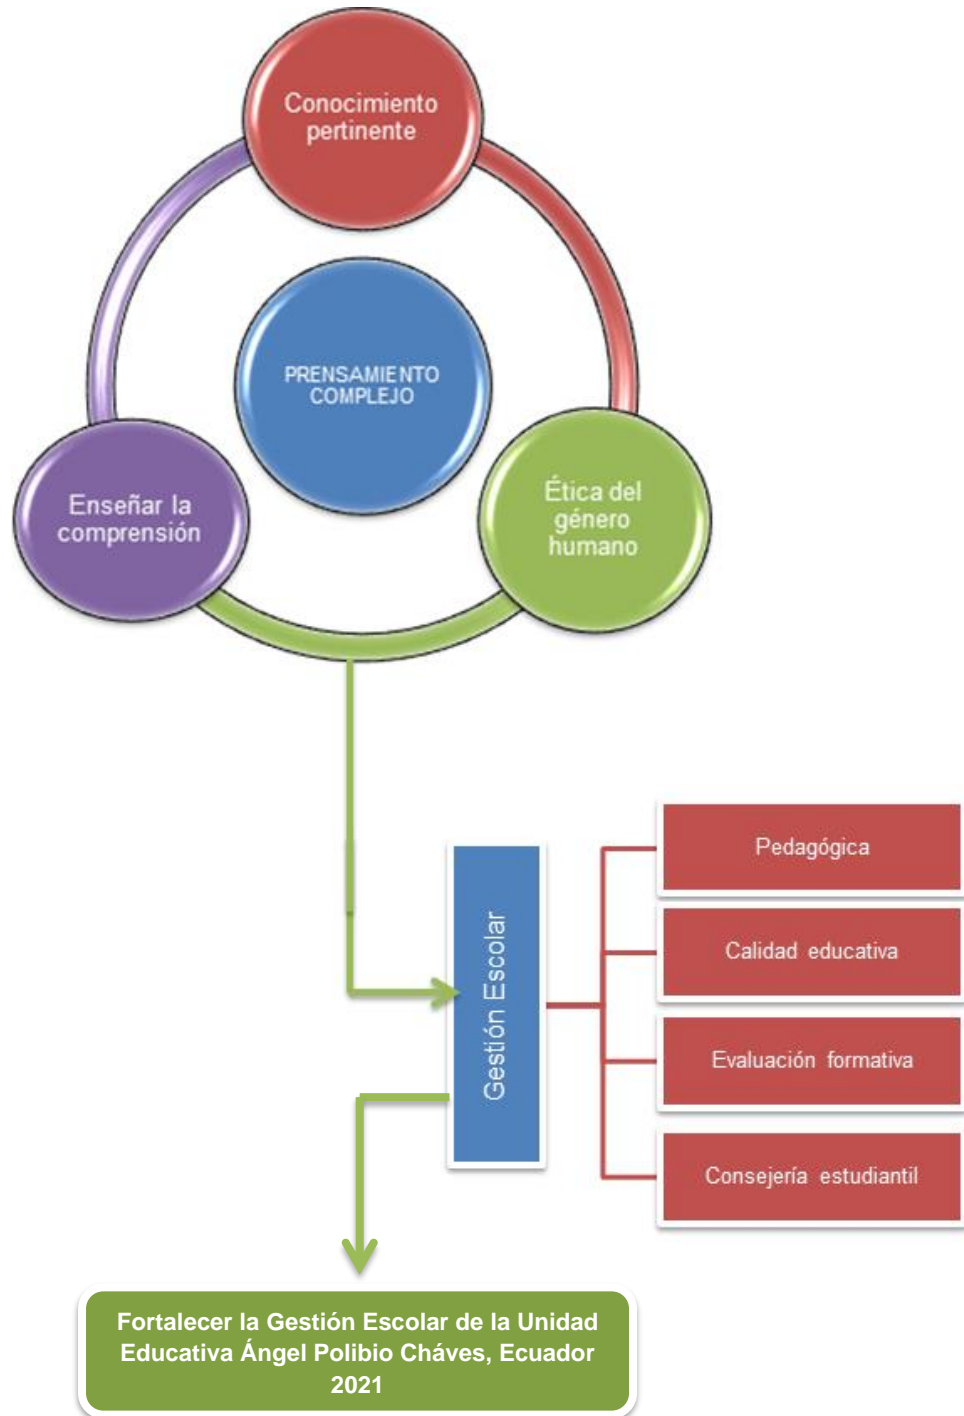 Conocimiento
pertinente
PRENSAMIENTO
COMPLEJO
Enseñar la
comprensión
Ética del
género
humano
Gestión Escolar
Pedagógica
Calidad educativa
Evaluación formativa
Consejería estudiantil
Fortalecer la Gestión Escolar de la Unidad
Educativa Ángel Polibio Cháves, Ecuador
2021